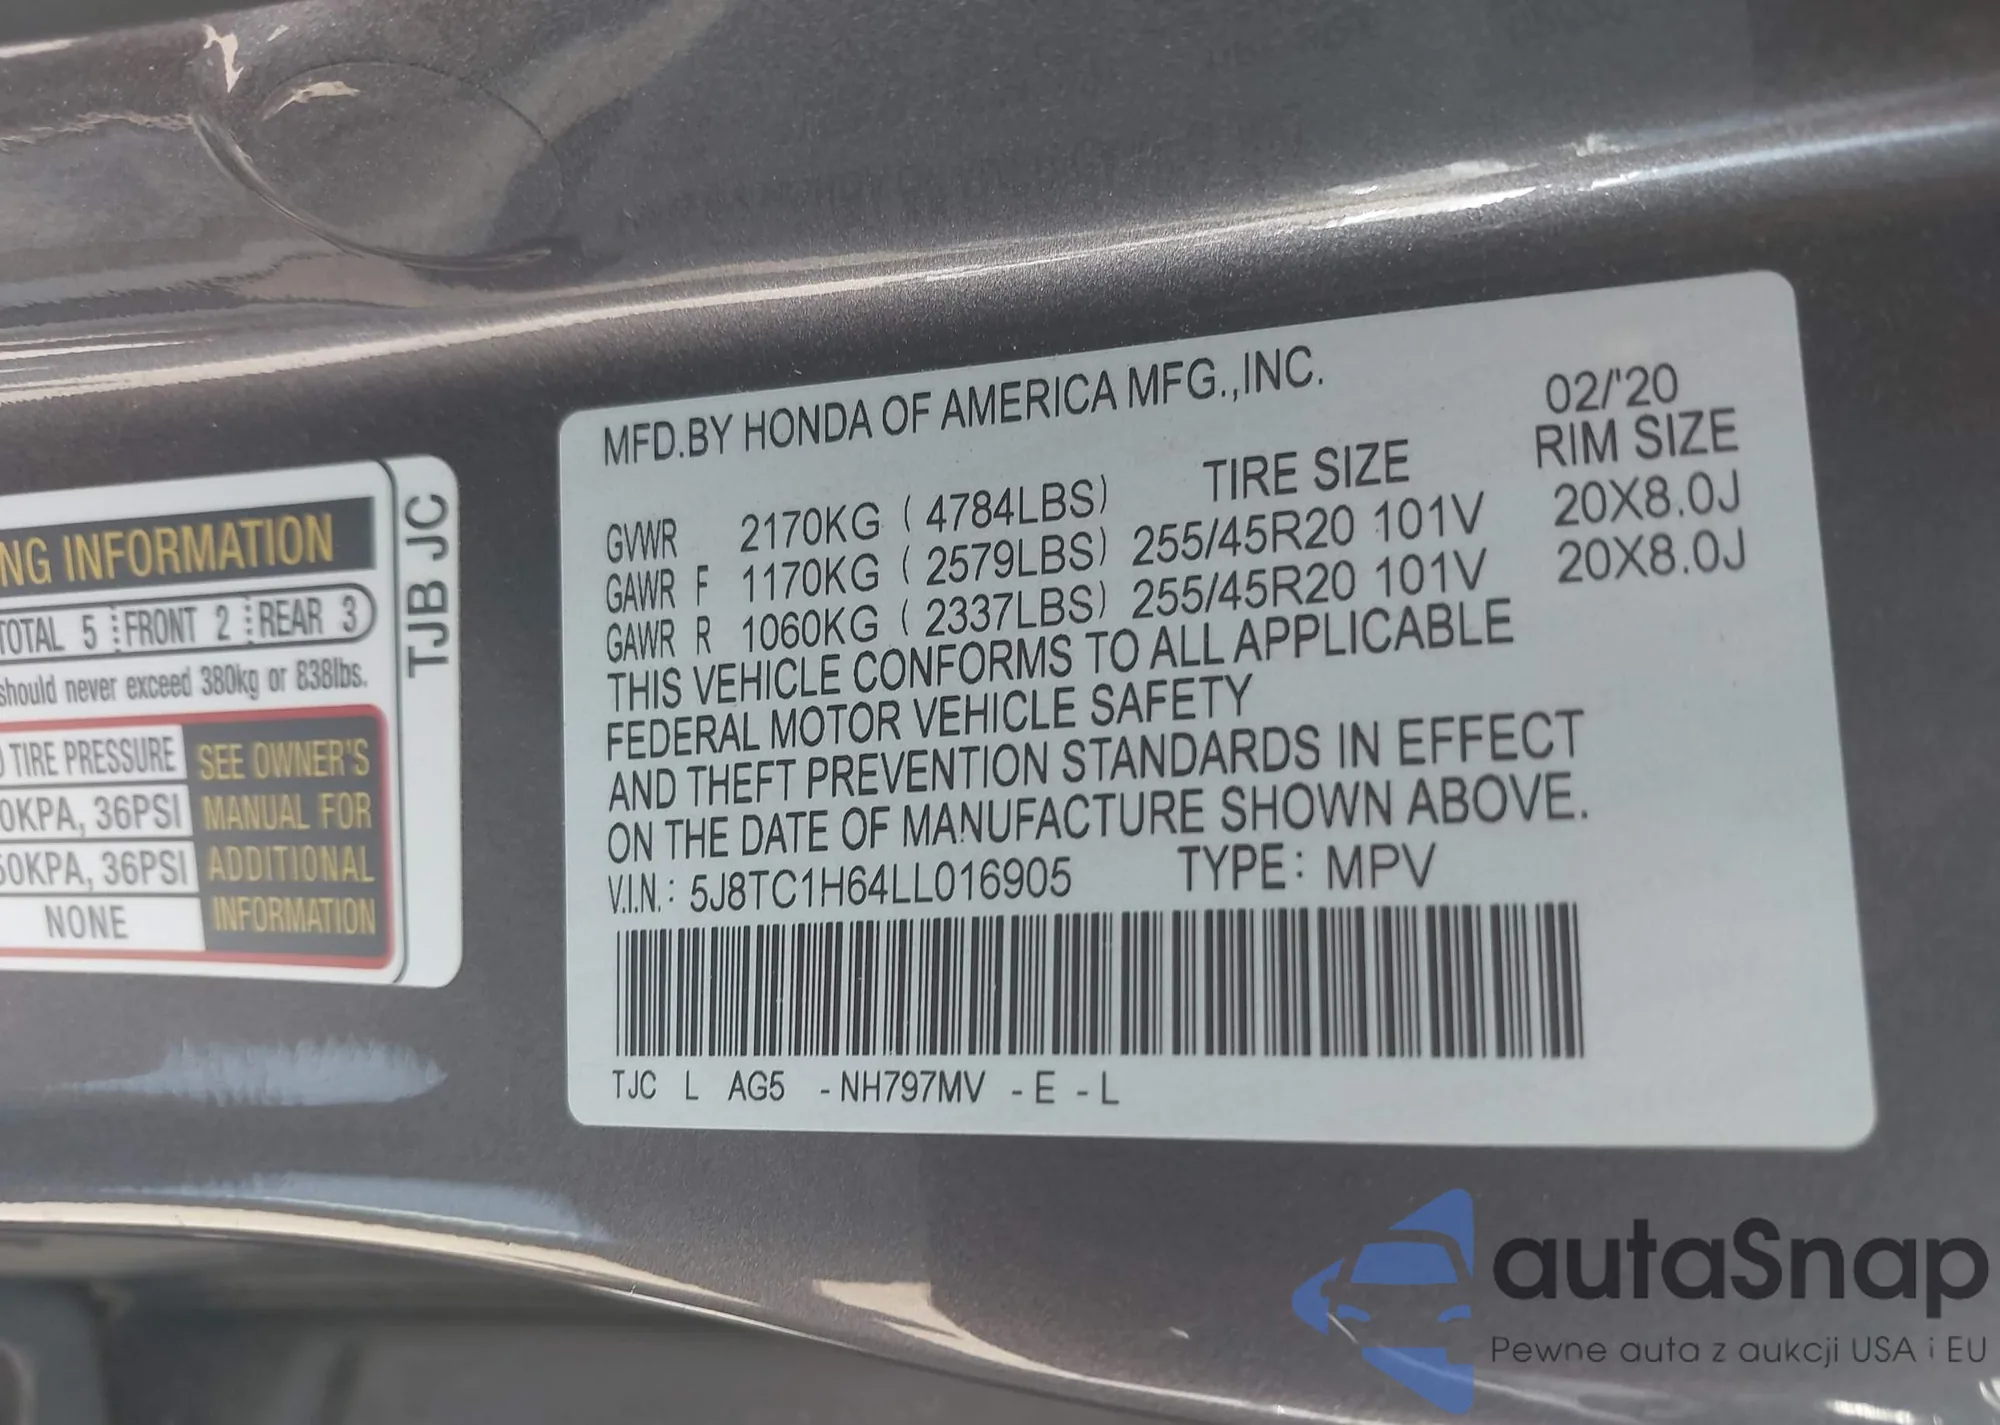 NG INFORMATION
TOTAL 5 FRONT 2 REAR 3
should never exceed 380kg or 838lbs.
TIRE PRESSURE
0KPA, 36PSI
50KPA, 36PSI
NONE
SEE OWNER'S
MANUAL FOR
ADDITIONAL
INFORMATION
TJB JC
MFD.BY HONDA OF AMERICA MFG.,INC. 02/'20
TIRE SIZE RIM SIZE
GVWR 2170KG (4784LBS)
GAWR F 1170KG (2579LBS) 255/45R20 101V 20X8.0J
GAWR R 1060KG (2337LBS) 255/45R20 101V 20X8.0J
THIS VEHICLE CONFORMS TO ALL APPLICABLE
FEDERAL MOTOR VEHICLE SAFETY
AND THEFT PREVENTION STANDARDS IN EFFECT
ON THE DATE OF MANUFACTURE SHOWN ABOVE.
V.I.N.: 5J8TC1H64LL016905 TYPE: MPV
TJC L AG5 -NH797MV -E -L
autaSnap
Pewne auta z aukcji USA i EU